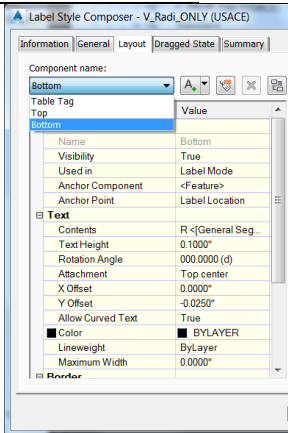 Label Style Composer - V_Radi_ONLY (USACE)
Information General Layout Dragged State Summary
Component name:
Bottom
Table Tag
Top
Bottom
Value
Name Bottom
Visibility True
Used in Label Mode
Anchor Component <Feature>
Anchor Point Label Location
Text
Contents R <[General Seg...
Text Height 0.1000"
Rotation Angle 000.0000 (d)
Attachment Top center
X Offset 0.0000"
Y Offset -0.0250"
Allow Curved Text True
Color BYLAYER
Lineweight ByLayer
Maximum Width 0.0000"
Border